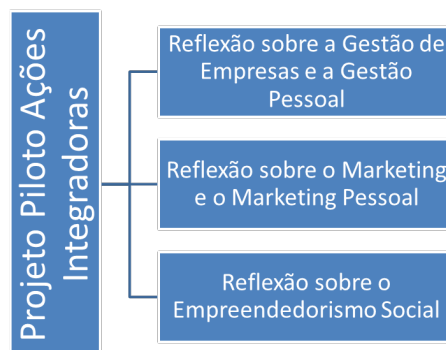 Projeto Piloto Ações
Integradoras
Reflexão sobre a Gestão de
Empresas e a Gestão
Pessoal
Reflexão sobre o Marketing
e o Marketing Pessoal
Reflexão sobre o
Empreendedorismo Social